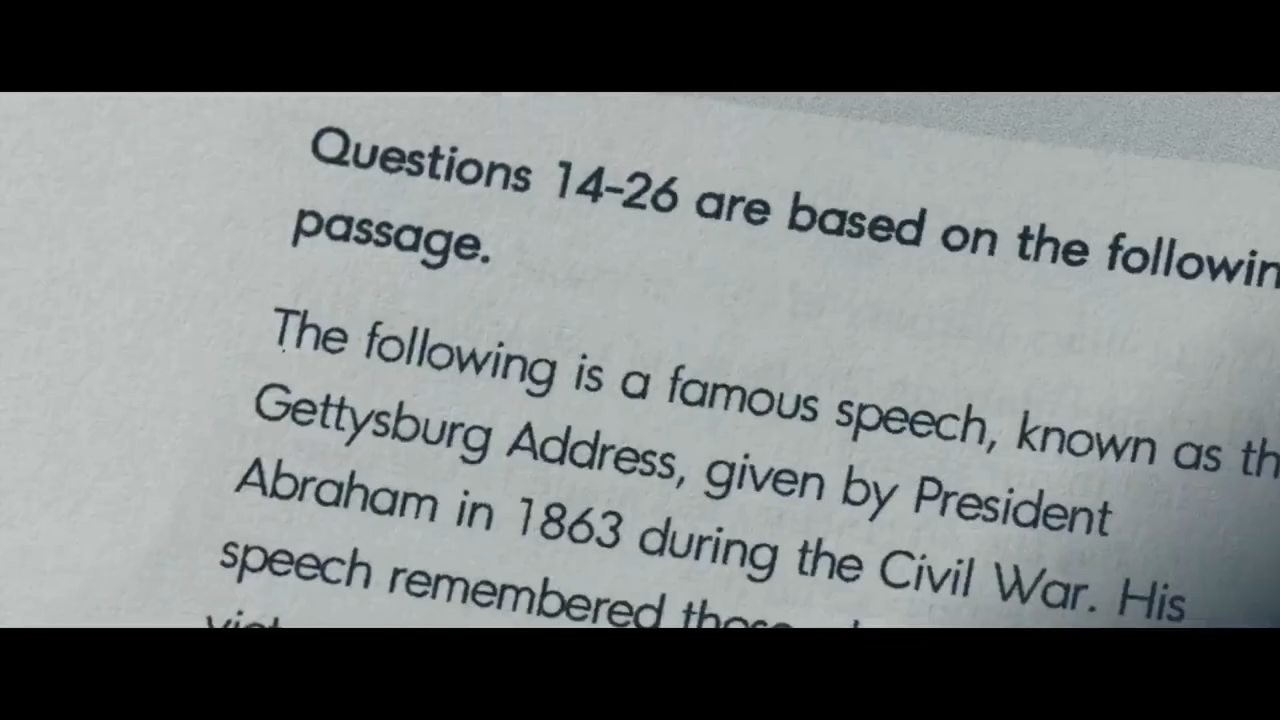 Questions 14-26 are based on the followin
passage.
The following is a famous speech, known as th
Gettysburg Address, given by President
Abraham in 1863 during the Civil War. His
speech remembered